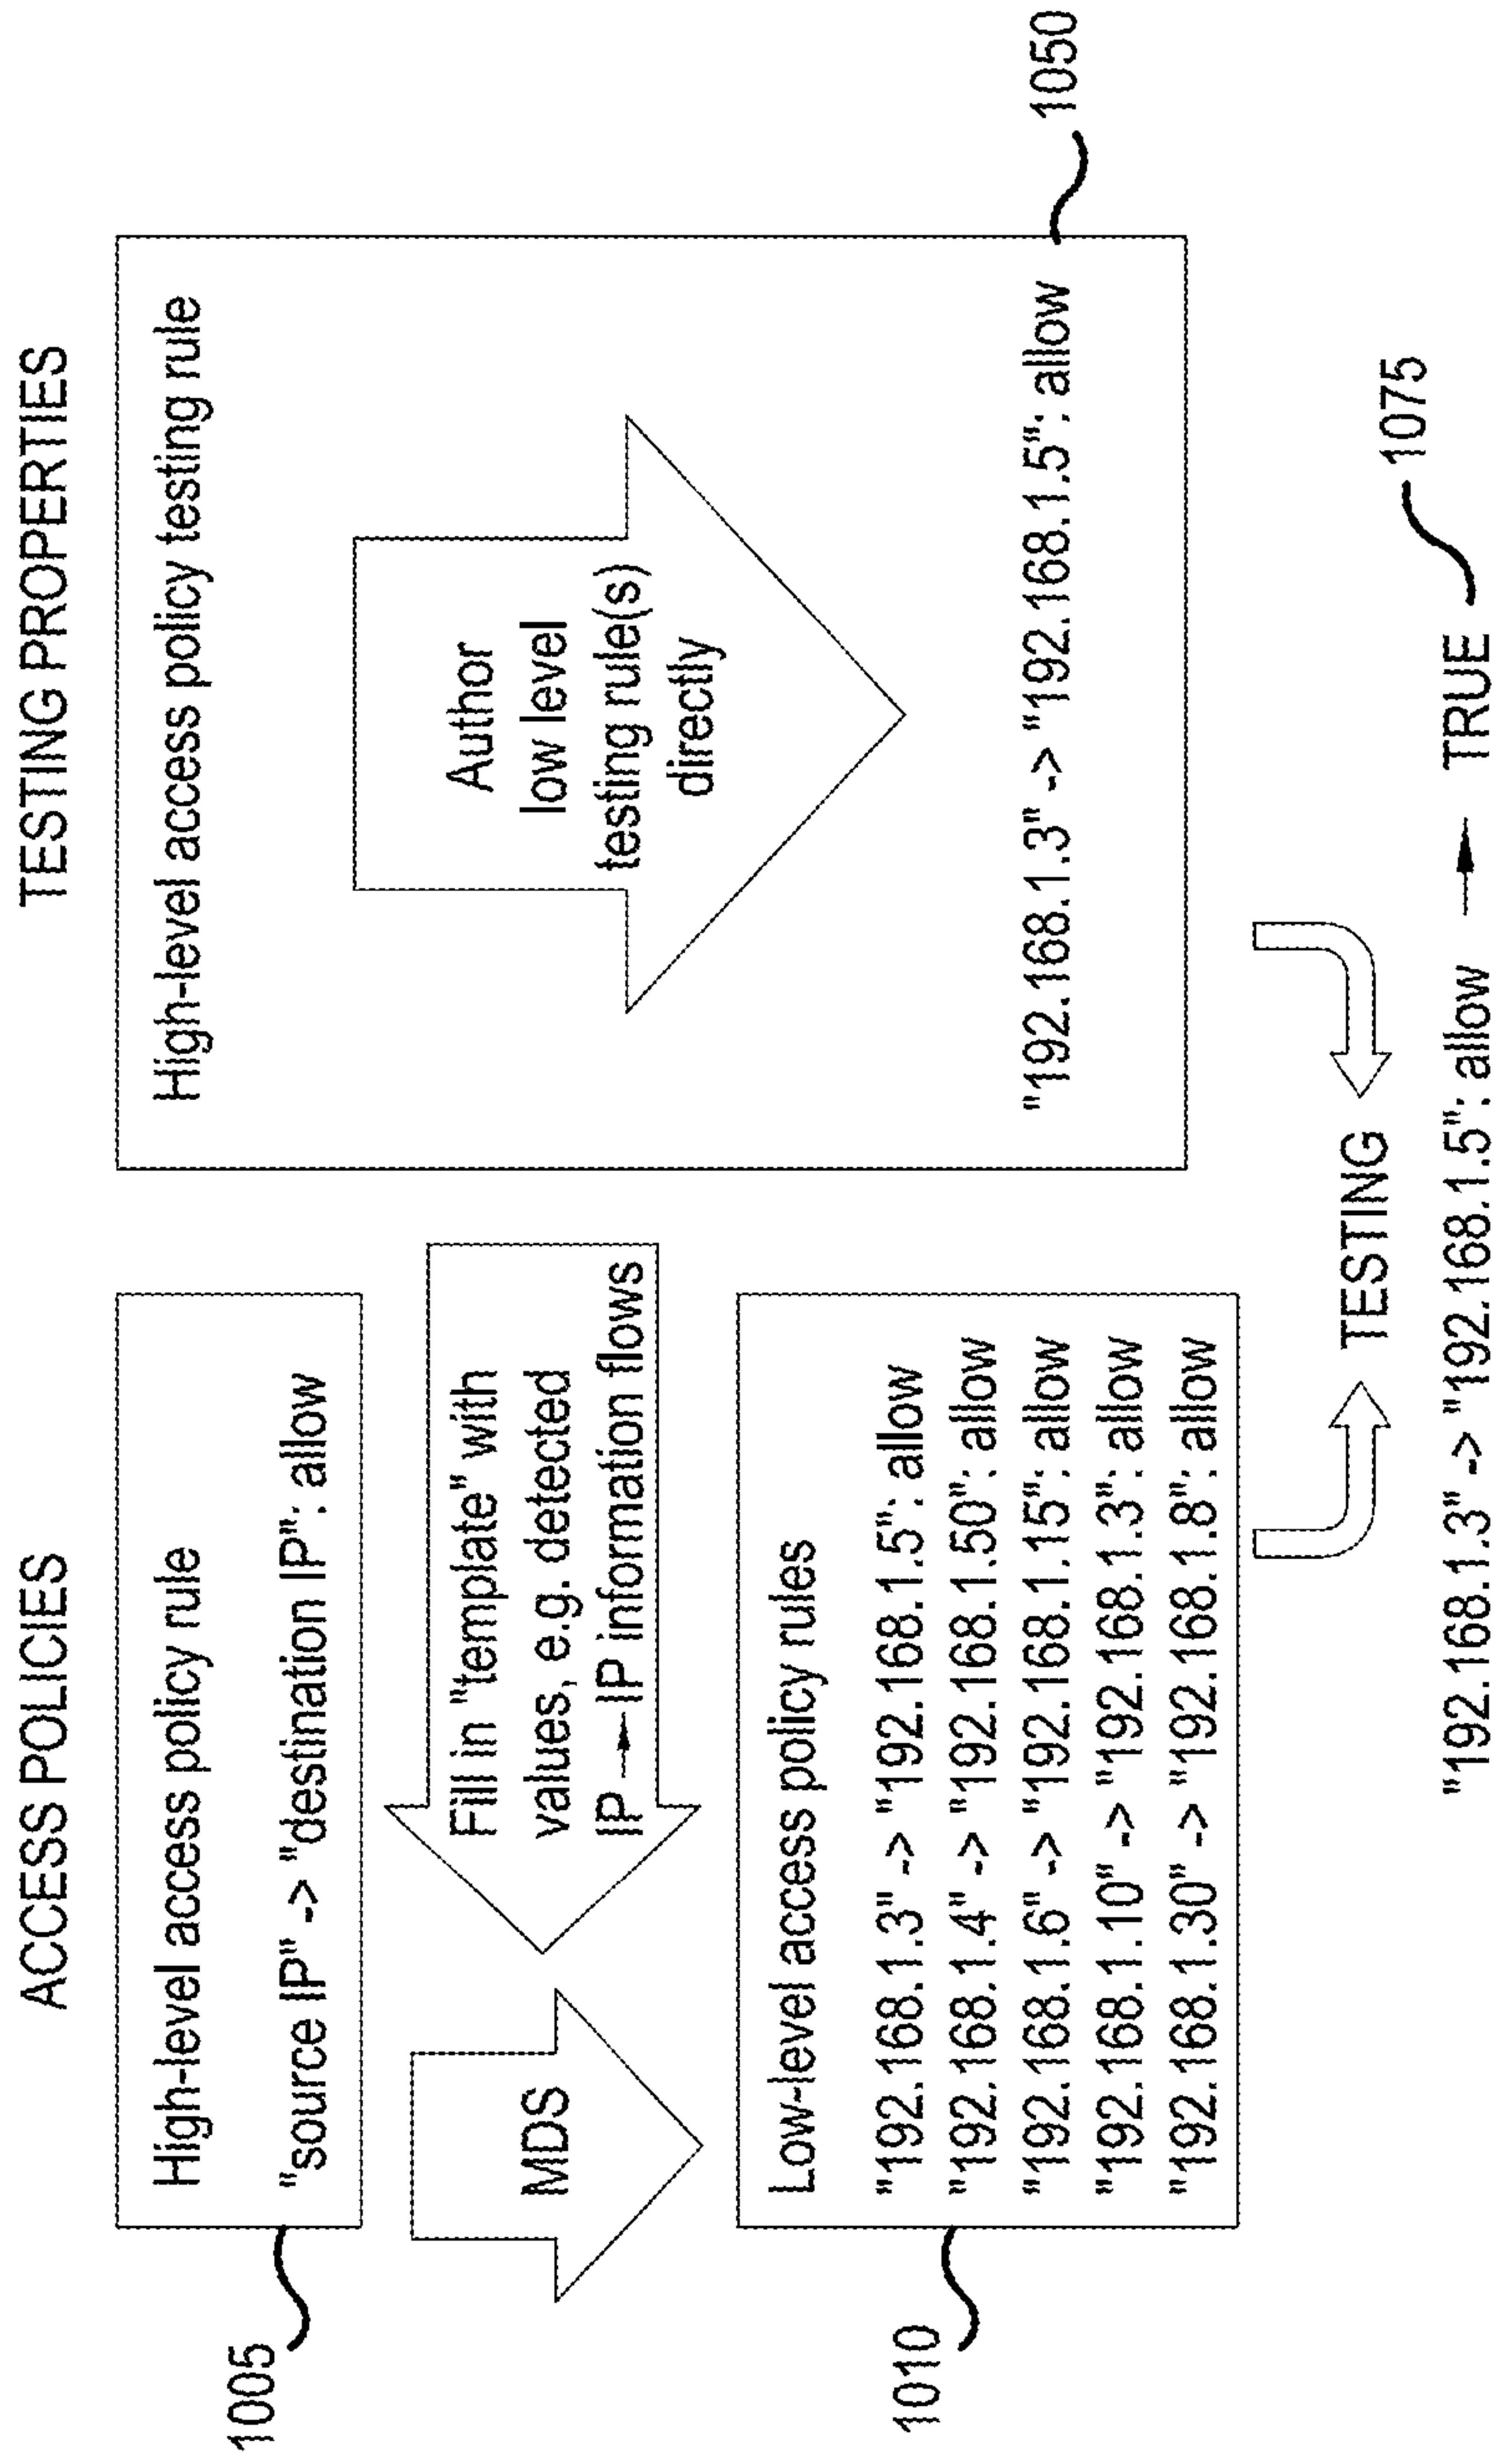 ACCESS POLICIES
High-level access policy rule
"source IP" -> "destination IP": allow
1005
MDS
Fill in "template" with
values, e.g. detected
IP → IP information flows
Low-level access policy rules
"192.168.1.3" -> "192.168.1.5": allow
"192.168.1.4" -> "192.168.1.50": allow
"192.168.1.6" -> "192.168.1.15": allow
"192.168.1.10" -> "192.168.1.3": allow
"192.168.1.30" -> "192.168.1.8": allow
1010
TESTING PROPERTIES
High-level access policy testing rule
Author
low level
testing rule(s)
directly
"192.168.1.3" -> "192.168.1.5": allow
1050
TESTING
"192.168.1.3" -> "192.168.1.5": allow → TRUE
1075